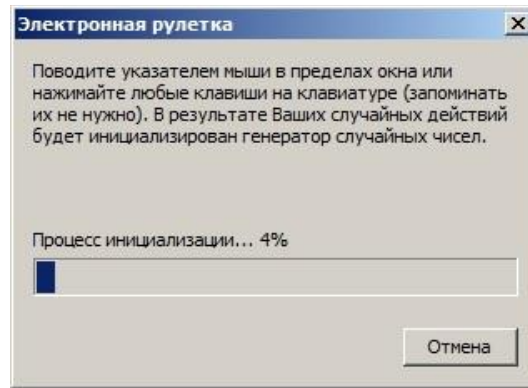 Электронная рулетка
Поводите указателем мыши в пределах окна или
нажимайте любые клавиши на клавиатуре (запоминать
их не нужно). В результате Ваших случайных действий
будет инициализирован генератор случайных чисел.
Процесс инициализации... 4%
Отмена